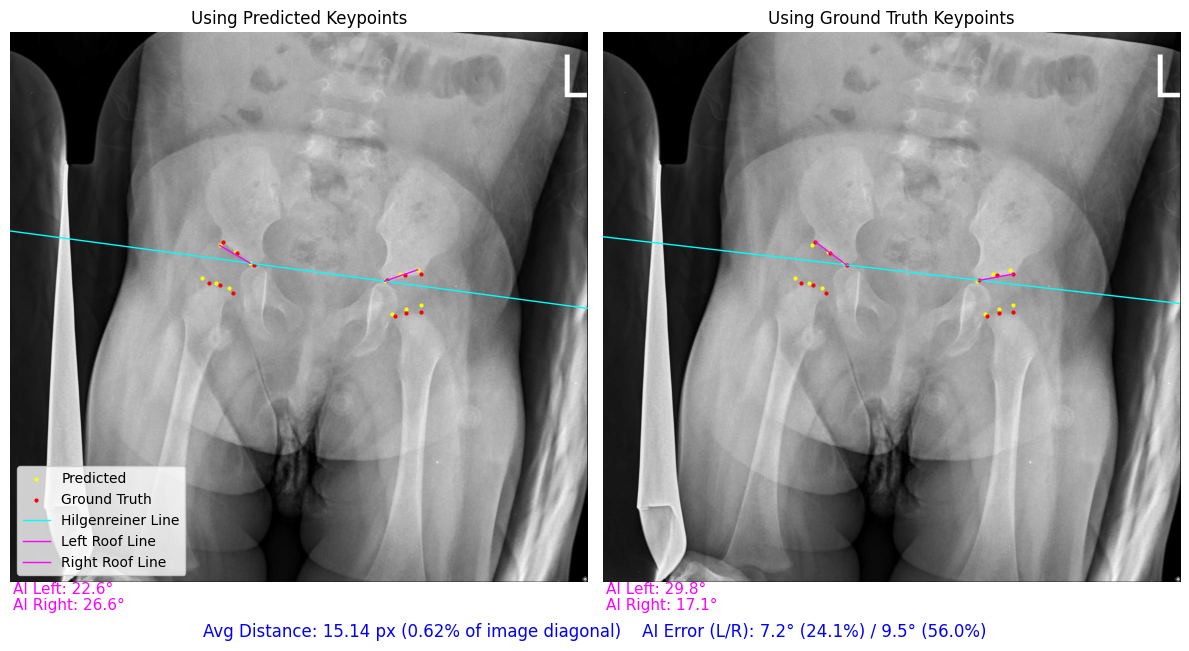 Using Predicted Keypoints
Using Ground Truth Keypoints
L
L
Predicted
Ground Truth
Hilgenreiner Line
Left Roof Line
Right Roof Line
AI Left: 22.6°
AI Right: 26.6°
AI Left: 29.8°
AI Right: 17.1°
Avg Distance: 15.14 px (0.62% of image diagonal)    AI Error (L/R): 7.2° (24.1%) / 9.5° (56.0%)